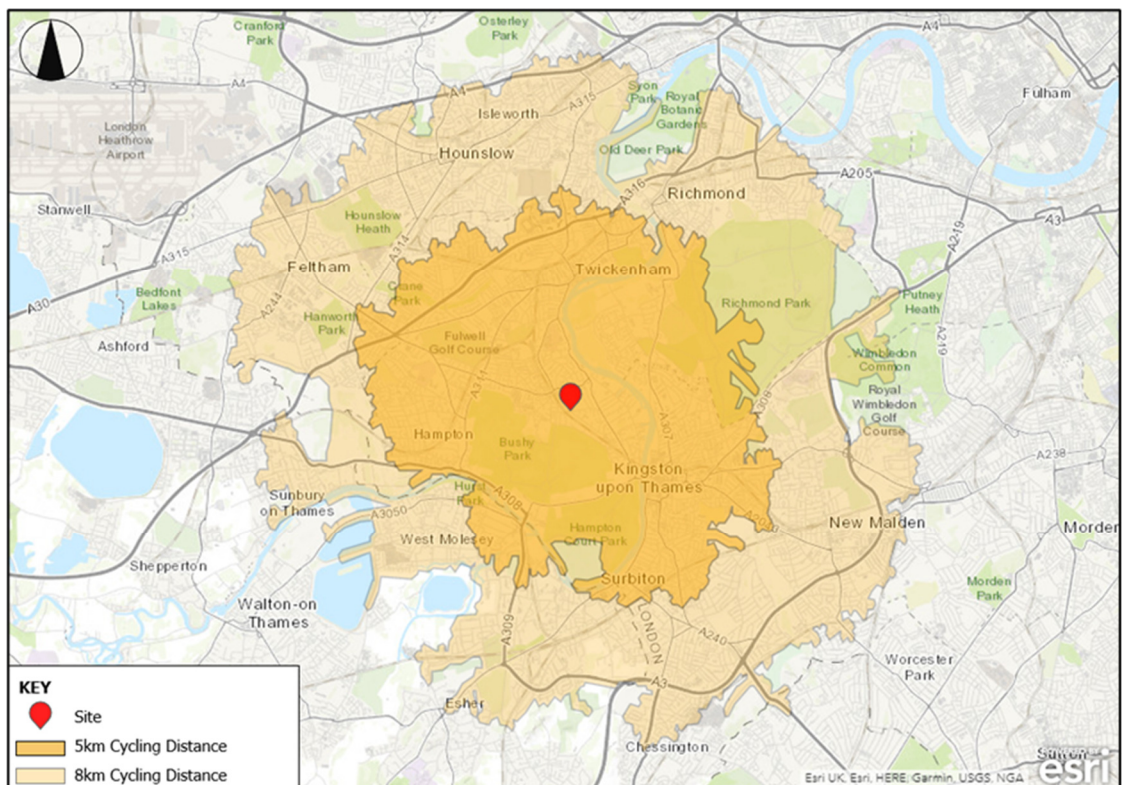 Cranford
Park
Osterley
Park
A4
A4
A4
Syon
Park
Royal
Botanic
Gardens
Fulham
Isleworth
A315
London
Heathrow
Airport
Hounslow
Old Deer Park
A316
Richmond
A205
Stanwell
A3
A219
Hounslow
Heath
A314
A315
Feltham
Twickenham
A30
Bedfont
Lakes
Crane
Park
A244
Hanworth
Park
Richmond Park
Putney
Heath
A219
Ashford
Fulwell
Golf Course
Wimbledon
Common
A311
A308
Royal
Wimbledon
Golf
Course
A307
Hampton
Bushy
Park
A238
Kingston
upon Thames
Hurst
Park
Sunbury
on Thames
A308
A3050
A2043
New Malden
Hampton
Court Park
West Molesey
Morden
Shepperton
Surbiton
Morden
Park
Walton-on
Thames
A309
LONDON
A240
Worcester
Park
A3
Esher
Chessington
KEY
Site
5km Cycling Distance
8km Cycling Distance
Sutton
esri
Esri UK, Esri, HERE, Garmin, USGS, NGA